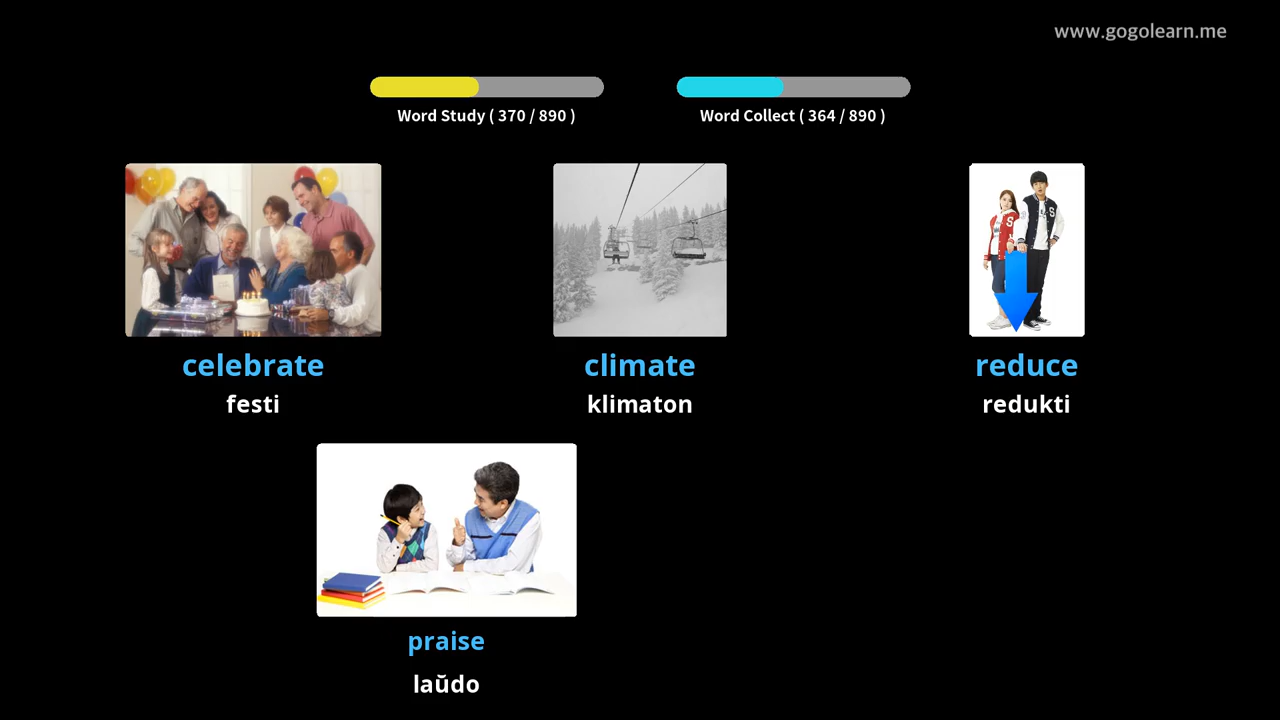 www.gogolearn.me
Word Study ( 370 / 890 )
Word Collect ( 364 / 890 )
celebrate
climate
reduce
festi
klimaton
redukti
praise
laŭdo